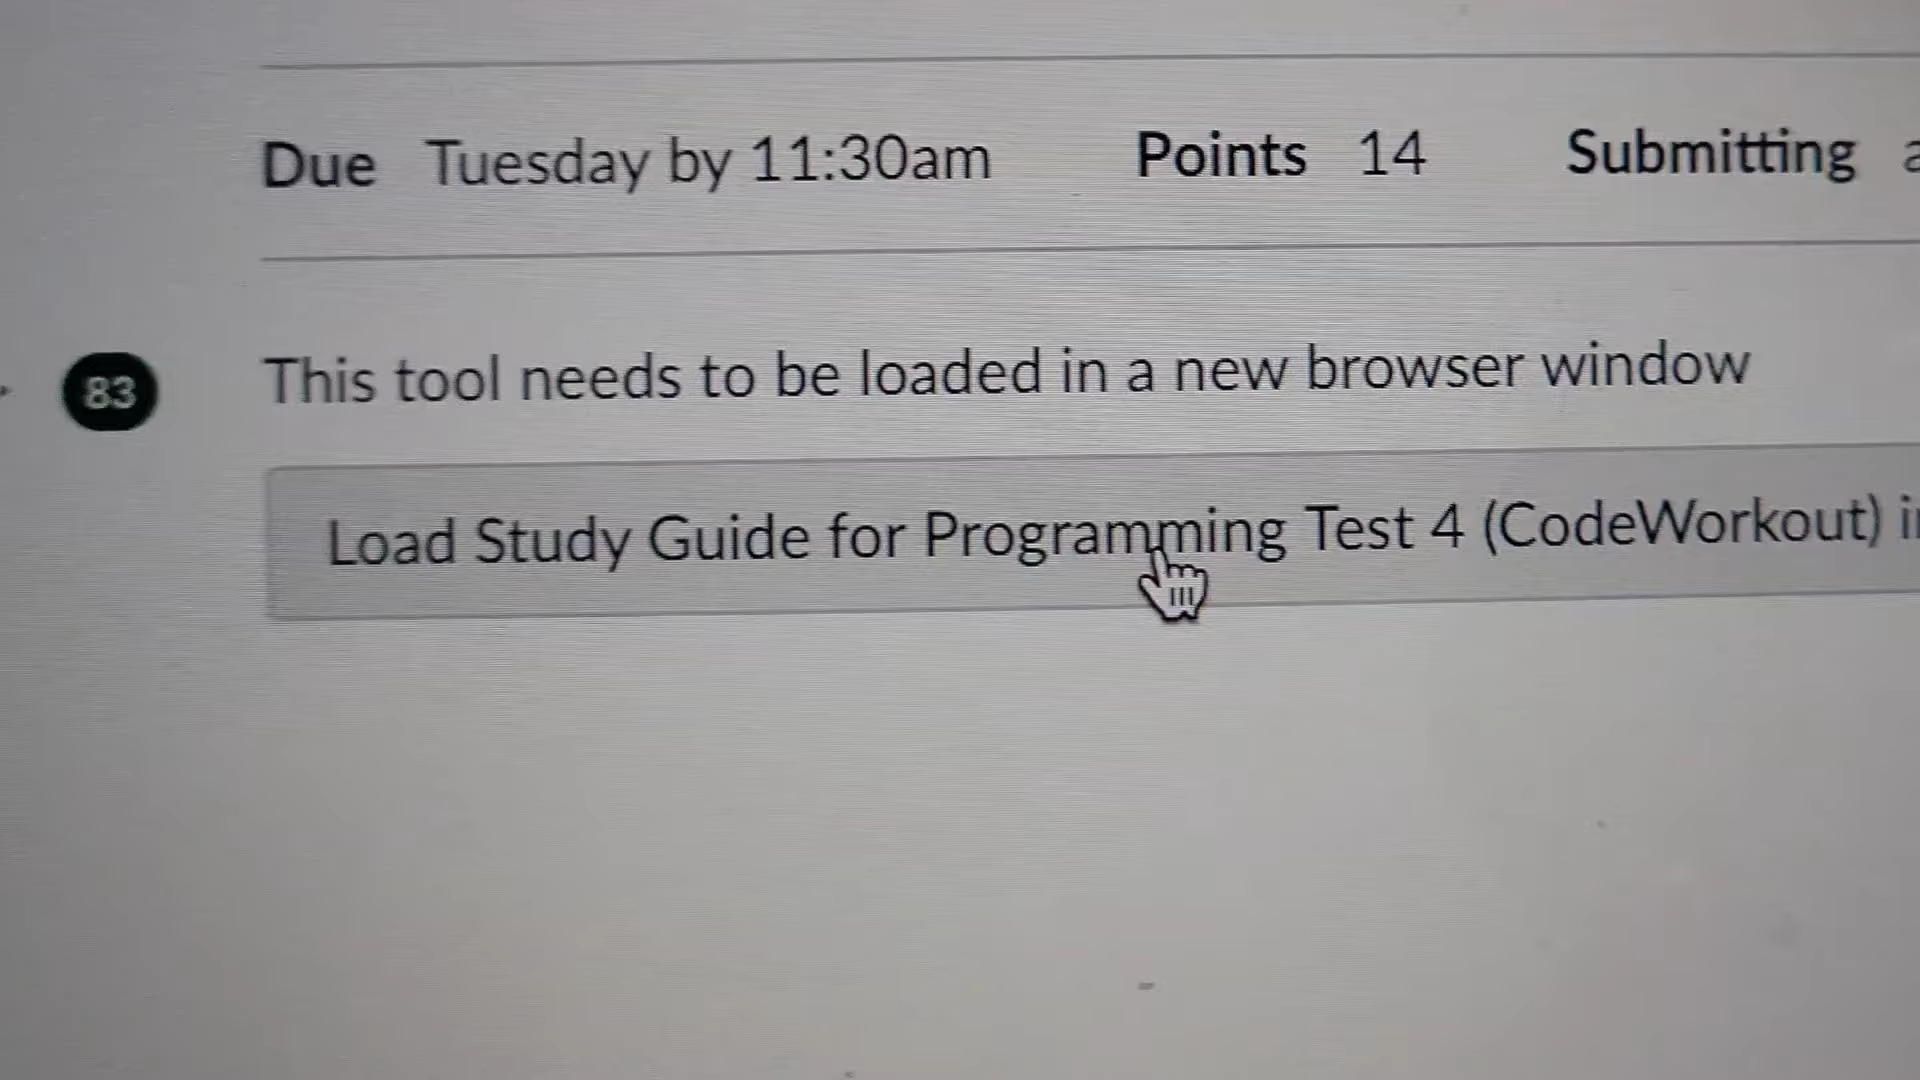 Due Tuesday by 11:30am Points 14 Submitting
83
This tool needs to be loaded in a new browser window
Load Study Guide for Programming Test 4 (CodeWorkout)